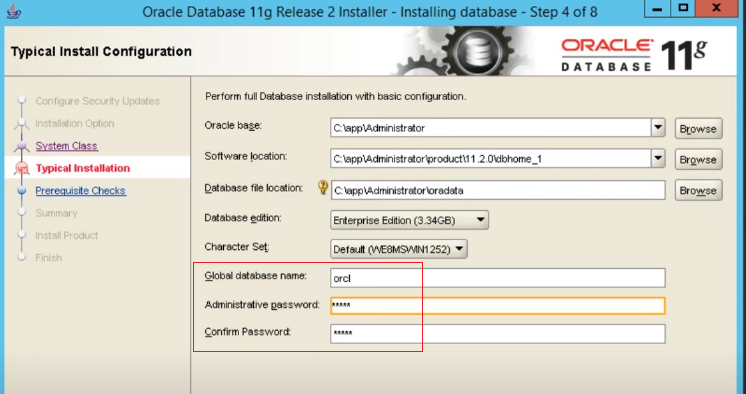 Oracle Database 11g Release 2 Installer - Installing database - Step 4 of 8
Typical Install Configuration
ORACLE
DATABASE
11g
Configure Security Updates
Installation Option
System Class
Typical Installation
Prerequisite Checks
Summary
Install Product
Finish
Perform full Database installation with basic configuration.
Oracle base: C:\app\Administrator Browse
Software location: C:\app\Administrator\product\11.2.0\dbhome_1 Browse
Database file location: C:\app\Administrator\oradata Browse
Database edition: Enterprise Edition (3.34GB)
Character Set: Default (WE8MSWIN1252)
Global database name: orcl
Administrative password: *****
Confirm Password: *****